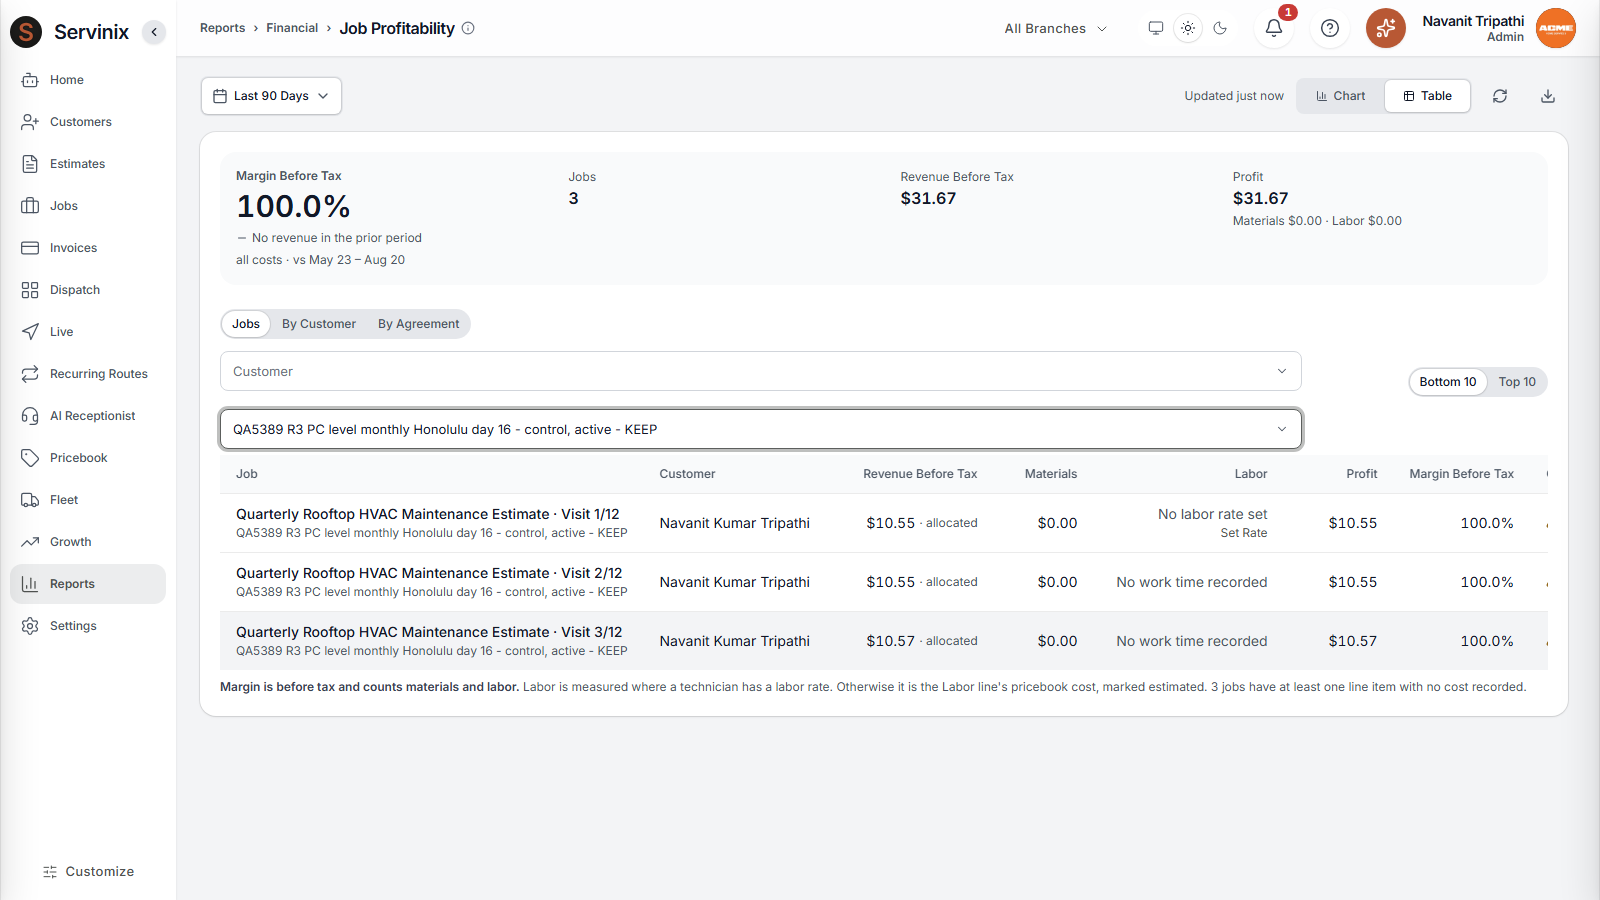 Servinix
Reports › Financial › Job Profitability
All Branches
1
Navanit Tripathi
Admin
ACME
Home
Customers
Estimates
Jobs
Invoices
Dispatch
Live
Recurring Routes
AI Receptionist
Pricebook
Fleet
Growth
Reports
Settings
Customize
Last 90 Days
Updated just now
Chart
Table
Margin Before Tax
100.0%
— No revenue in the prior period
all costs · vs May 23 – Aug 20
Jobs
3
Revenue Before Tax
$31.67
Profit
$31.67
Materials $0.00 · Labor $0.00
Jobs By Customer By Agreement
Customer
Bottom 10 Top 10
QA5389 R3 PC level monthly Honolulu day 16 - control, active - KEEP
Job Customer Revenue Before Tax Materials Labor Profit Margin Before Tax
Quarterly Rooftop HVAC Maintenance Estimate · Visit 1/12
QA5389 R3 PC level monthly Honolulu day 16 - control, active - KEEP
Navanit Kumar Tripathi $10.55 · allocated $0.00 No labor rate set
Set Rate
$10.55 100.0%
Quarterly Rooftop HVAC Maintenance Estimate · Visit 2/12
QA5389 R3 PC level monthly Honolulu day 16 - control, active - KEEP
Navanit Kumar Tripathi $10.55 · allocated $0.00 No work time recorded $10.55 100.0%
Quarterly Rooftop HVAC Maintenance Estimate · Visit 3/12
QA5389 R3 PC level monthly Honolulu day 16 - control, active - KEEP
Navanit Kumar Tripathi $10.57 · allocated $0.00 No work time recorded $10.57 100.0%
Margin is before tax and counts materials and labor. Labor is measured where a technician has a labor rate. Otherwise it is the Labor line's pricebook cost, marked estimated. 3 jobs have at least one line item with no cost recorded.